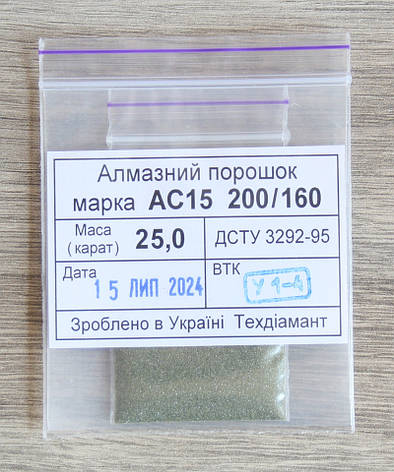 Алмазний порошок
марка АС15 200/160
Маса (карат) 25,0 ДСТУ 3292-95
Дата 15 ЛИП 2024 ВТК У1-4
Зроблено в Україні Техдіамант